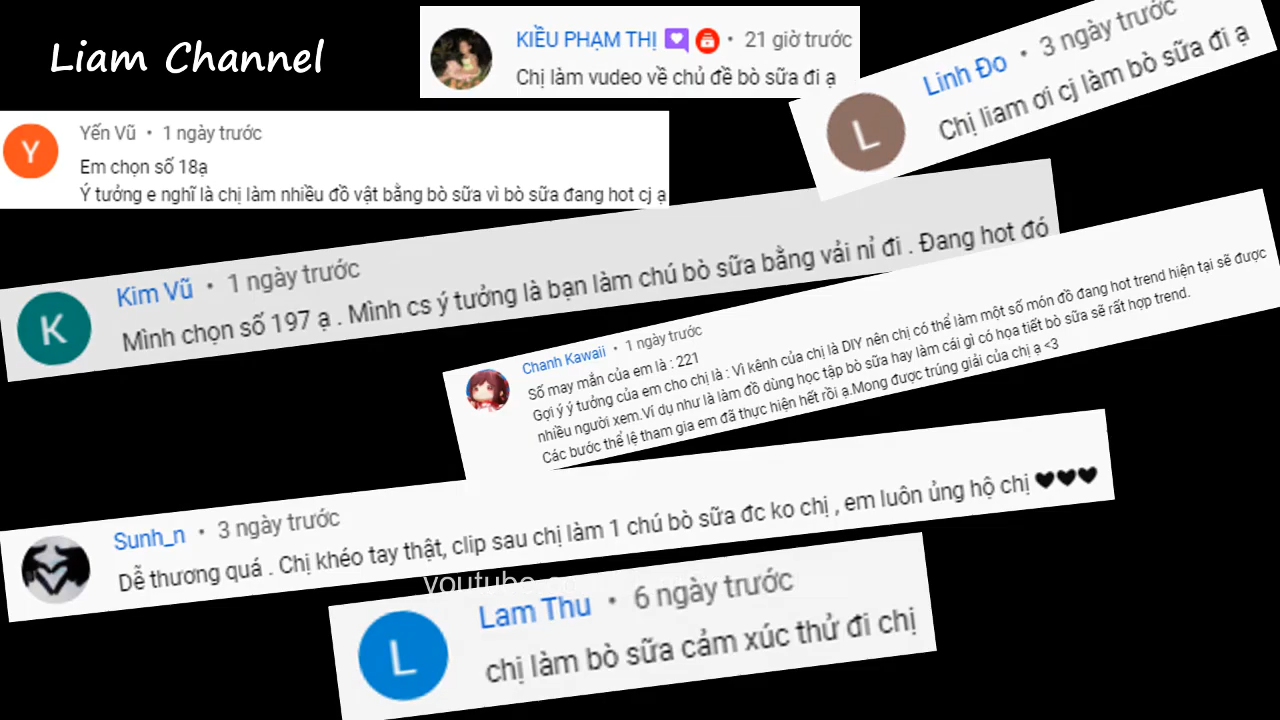 Liam Channel
KIỀU PHẠM THỊ • 21 giờ trước
Chị làm vudeo về chủ đề bò sữa đi ạ
Linh Đo • 3 ngày trước
Chị liam ơi cj làm bò sữa đi ạ
L
Y
Yến Vũ • 1 ngày trước
Em chọn số 18ạ
Ý tưởng e nghĩ là chị làm nhiều đồ vật bằng bò sữa vì bò sữa đang hot cj ạ
K
Kim Vũ • 1 ngày trước
Mình chọn số 197 ạ . Mình cs ý tưởng là bạn làm chú bò sữa bằng vải nỉ đi . Đang hot đó
Chanh Kawaii • 1 ngày trước
Số may mắn của em là : 221
Gợi ý ý tưởng của em cho chị là : Vì kênh của chị là DIY nên chị có thể làm một số món đồ đang hot trend hiện tại sẽ được
nhiều người xem.Ví dụ như là làm đồ dùng học tập bò sữa hay làm cái gì có họa tiết bò sữa sẽ rất hợp trend.
Các bước thể lệ tham gia em đã thực hiện hết rồi ạ.Mong được trúng giải của chị ạ <3
Sunh_n • 3 ngày trước
Dễ thương quá . Chị khéo tay thật, clip sau chị làm 1 chú bò sữa đc ko chị , em luôn ủng hộ chị 🖤🖤🖤
L
Lam Thu • 6 ngày trước
chị làm bò sữa cảm xúc thử đi chị